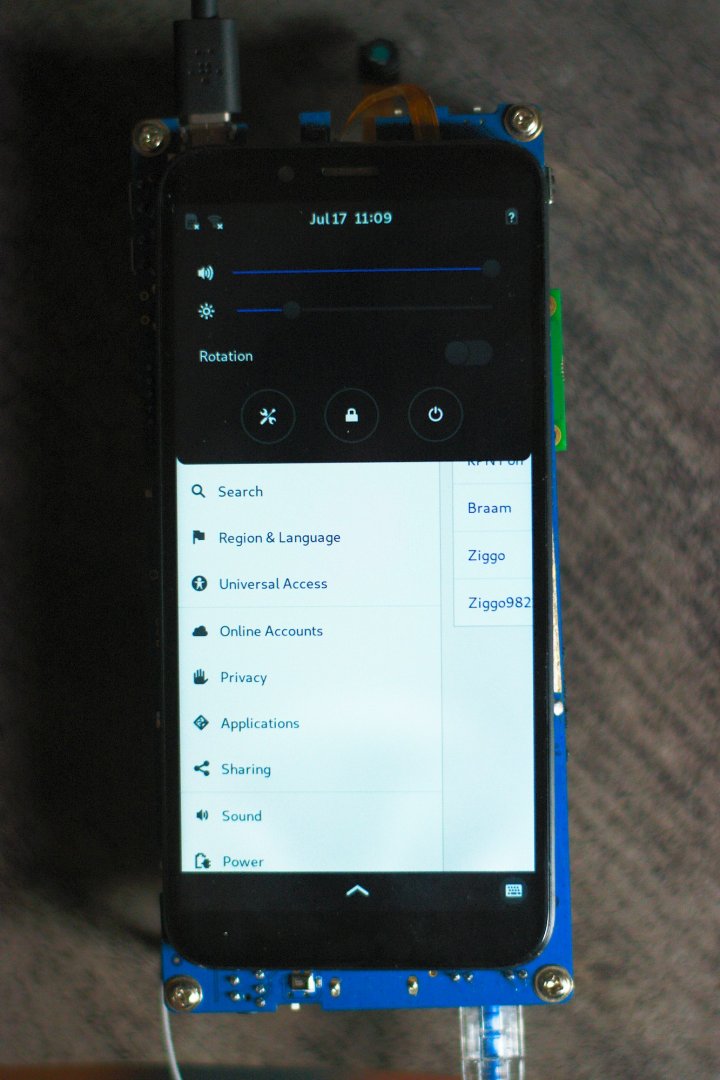 Jul 17 11:09
?
Rotation
Search
Region & Language
Universal Access
Online Accounts
Privacy
Applications
Sharing
Sound
Power
Braam
Ziggo
Ziggo982